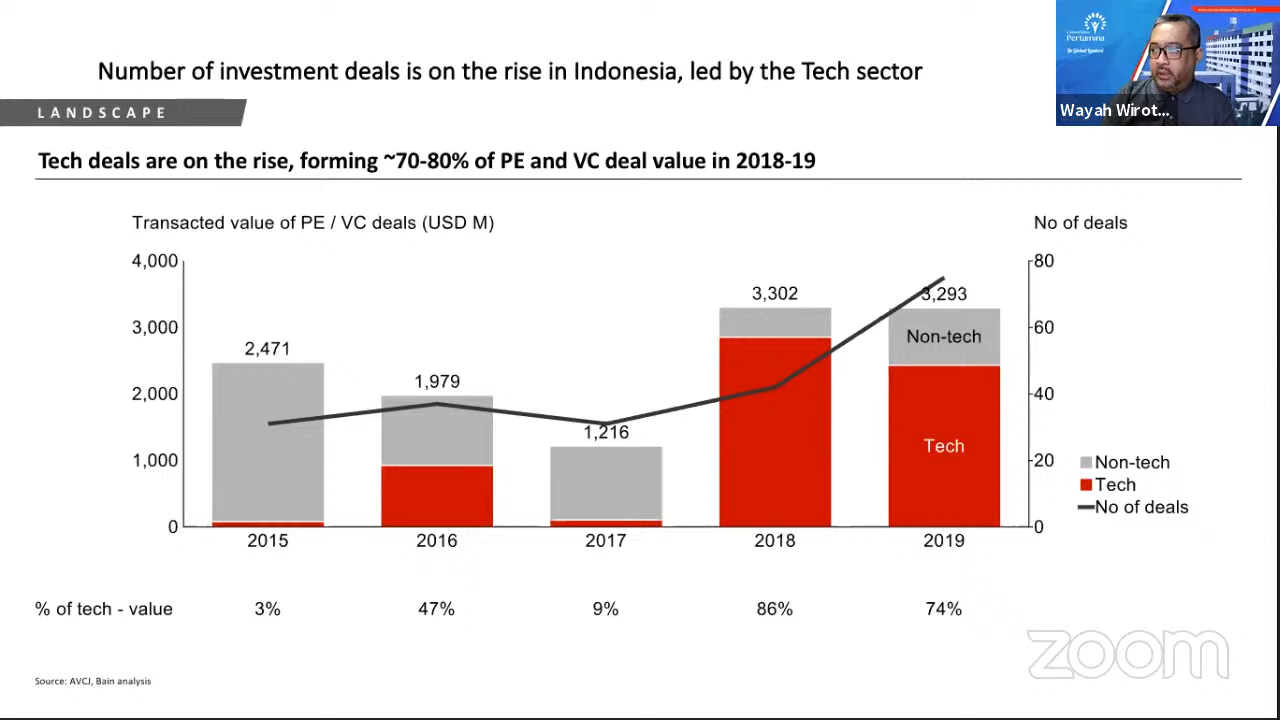 Number of investment deals is on the rise in Indonesia, led by the Tech sector
LANDSCAPE
Pertamina
Wayah Wirot...
Tech deals are on the rise, forming ~70-80% of PE and VC deal value in 2018-19
Transacted value of PE / VC deals (USD M)
No of deals
4,000
3,000
2,000
1,000
0
2,471
1,979
1,216
3,302
3,293
Non-tech
Tech
80
60
40
20
0
Non-tech
Tech
No of deals
2015 2016 2017 2018 2019
% of tech - value 3% 47% 9% 86% 74%
zoom
Source: AVCJ, Bain analysis